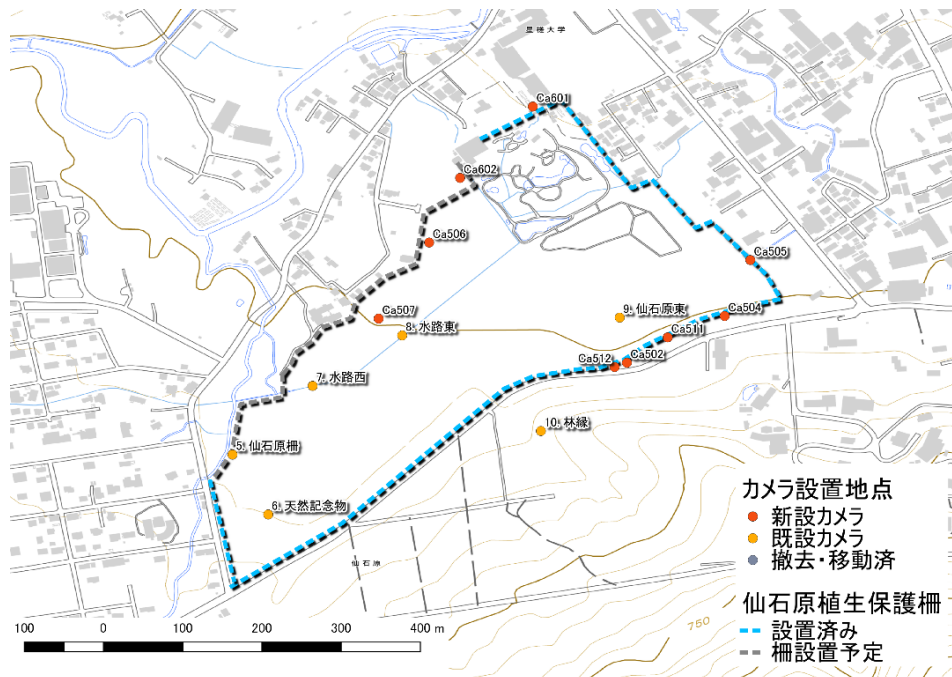 星槎大学
Ca601
Ca602
Ca506
Ca505
Ca507
9. 仙石原東
Ca504
8. 水路東
Ca511
Ca512
Ca502
7. 水路西
10. 林縁
5. 仙石原柵
6. 天然記念物
仙石原
750
カメラ設置地点
新設カメラ
既設カメラ
撤去・移動済
仙石原植生保護柵
設置済み
柵設置予定
100 0 100 200 300 400 m